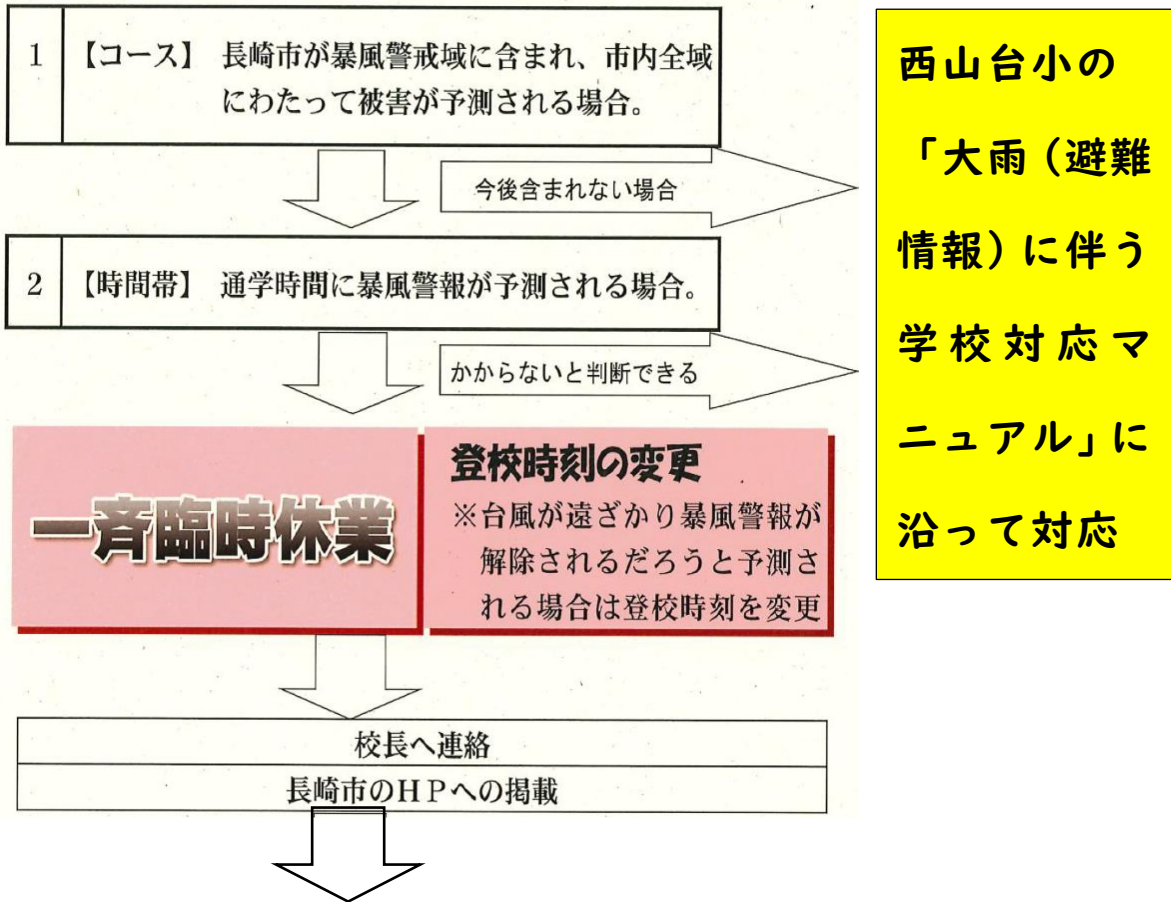 1 【コース】 長崎市が暴風警戒域に含まれ、市内全域
にわたって被害が予測される場合。
今後含まれない場合
2 【時間帯】 通学時間に暴風警報が予測される場合。
かからないと判断できる
一斉臨時休業
登校時刻の変更
※台風が遠ざかり暴風警報が
解除されるだろうと予測さ
れる場合は登校時刻を変更
校長へ連絡
長崎市のHPへの掲載
西山台小の
「大雨(避難
情報)に伴う
学校対応マ
ニュアル」に
沿って対応